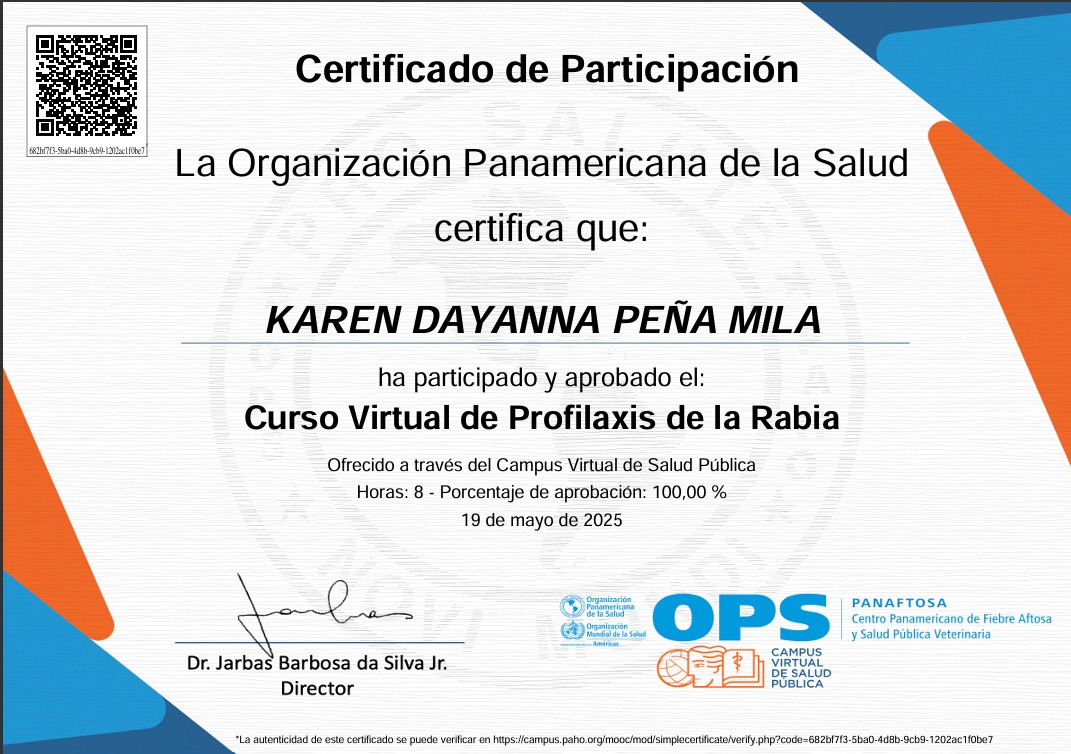 Certificado de Participación
682bf7f3-5ba0-4d8b-9cb9-1202ac1f0be7
La Organización Panamericana de la Salud
certifica que:
KAREN DAYANNA PEÑA MILA
ha participado y aprobado el:
Curso Virtual de Profilaxis de la Rabia
Ofrecido a través del Campus Virtual de Salud Pública
Horas: 8 - Porcentaje de aprobación: 100,00 %
19 de mayo de 2025
Dr. Jarbas Barbosa da Silva Jr.
Director
Organización
Panamericana
de la Salud
Organización
Mundial de la Salud
Américas
OPS
PANAFTOSA
Centro Panamericano de Fiebre Aftosa
y Salud Pública Veterinaria
CAMPUS
VIRTUAL
DE SALUD
PÚBLICA
*La autenticidad de este certificado se puede verificar en https://campus.paho.org/mooc/mod/simplecertificate/verify.php?code=682bf7f3-5ba0-4d8b-9cb9-1202ac1f0be7